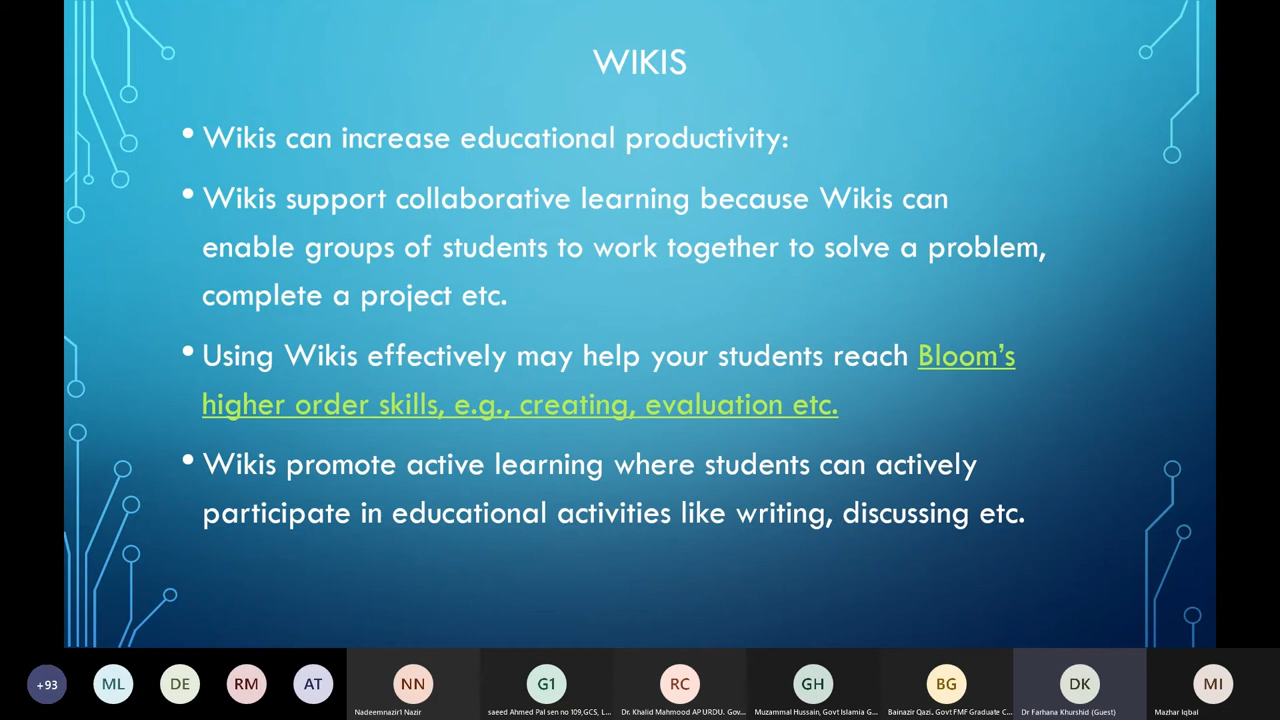 WIKIS
• Wikis can increase educational productivity:
• Wikis support collaborative learning because Wikis can
enable groups of students to work together to solve a problem,
complete a project etc.
• Using Wikis effectively may help your students reach Bloom's
higher order skills, e.g., creating, evaluation etc.
• Wikis promote active learning where students can actively
participate in educational activities like writing, discussing etc.
+93 ML DE RM AT NN G1 RC GH BG DK MI
Nadeemnazir1 Nazir
saeed Ahmed Pal sen no 109,GCS, L...
Dr. Khalid Mahmood AP URDU. Gov...
Muzammal Hussain, Govt Islamia G...
Bainazir Qazi. Govt FMF Graduate C...
Dr Farhana Khurshid (Guest)
Mazhar Iqbal